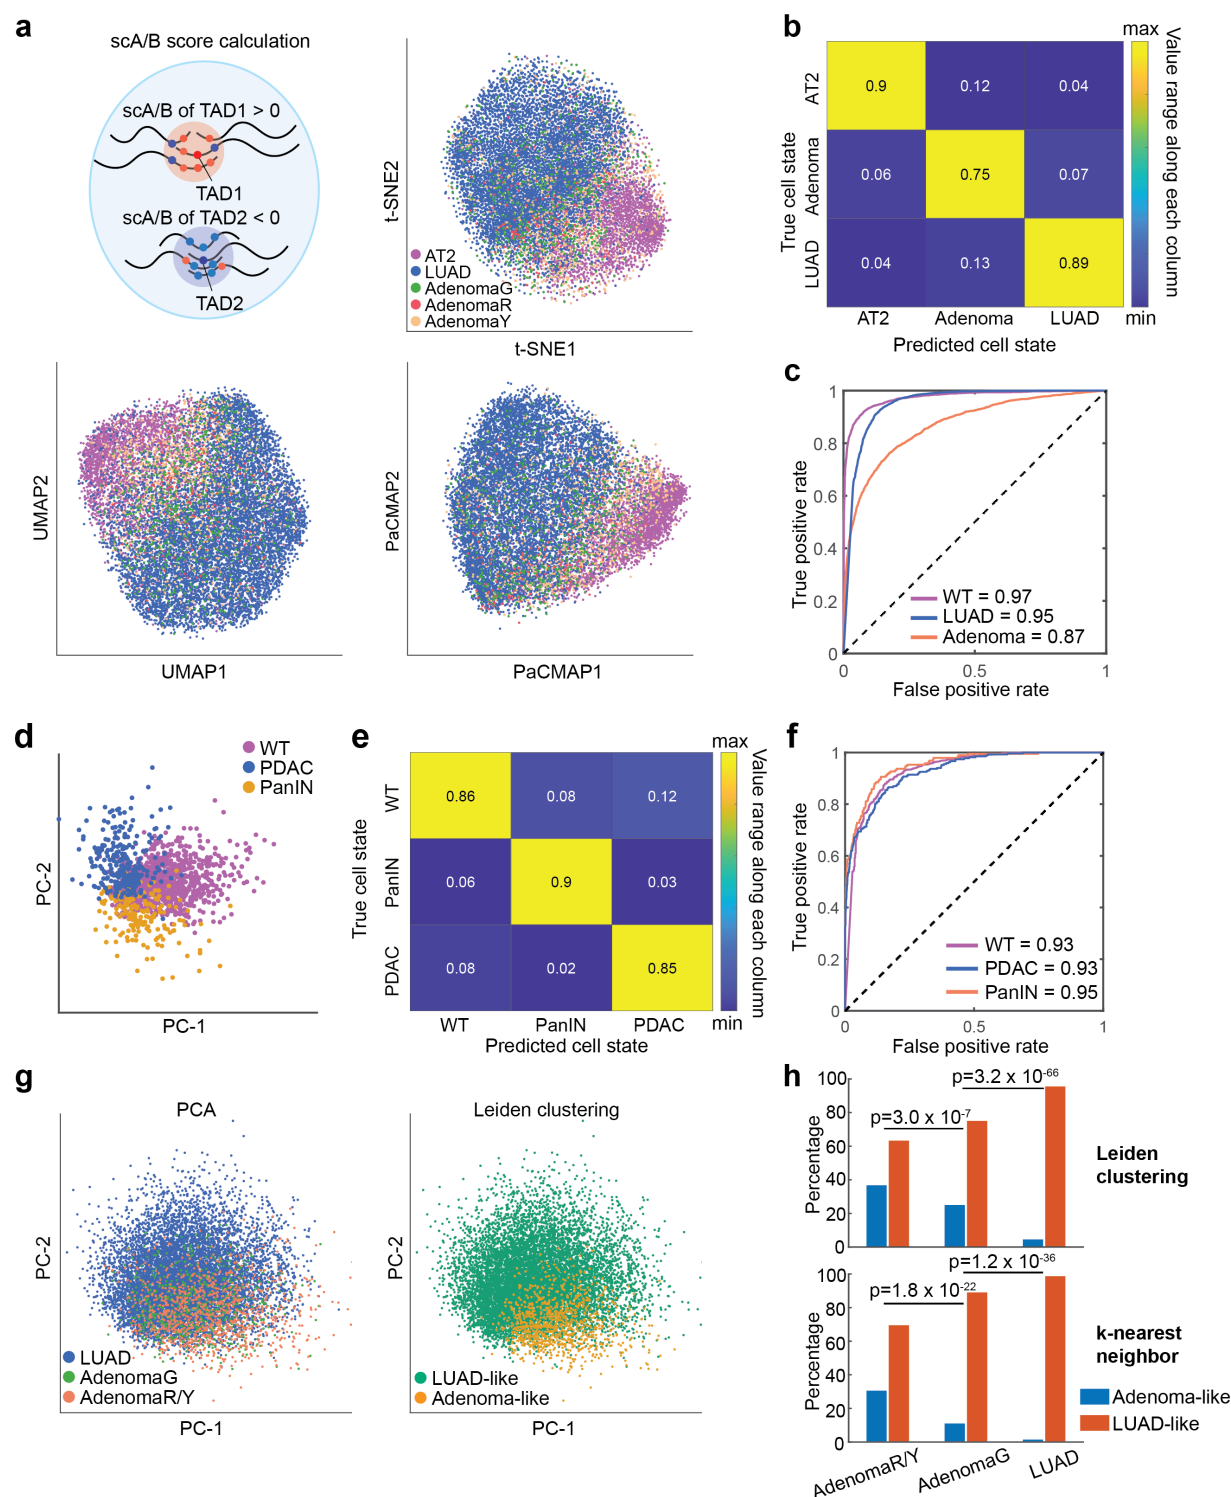 a
scA/B score calculation
scA/B of TAD1 > 0
TAD1
scA/B of TAD2 < 0
TAD2
t-SNE2
AT2
LUAD
AdenomaG
AdenomaR
AdenomaY
t-SNE1
UMAP2
UMAP1
PaCMAP2
PaCMAP1
b
True cell state
AT2
Adenoma
LUAD
0.9 0.12 0.04
0.06 0.75 0.07
0.04 0.13 0.89
AT2 Adenoma LUAD
Predicted cell state
max
min
Value range along each column
c
True positive rate
1
0.8
0.6
0.4
0.2
0
WT = 0.97
LUAD = 0.95
Adenoma = 0.87
0 0.5 1
False positive rate
d
WT
PDAC
PanIN
PC-2
PC-1
e
True cell state
WT
PanIN
PDAC
0.86 0.08 0.12
0.06 0.9 0.03
0.08 0.02 0.85
WT PanIN PDAC
Predicted cell state
max
min
Value range along each column
f
True positive rate
1
0.8
0.6
0.4
0.2
0
WT = 0.93
PDAC = 0.93
PanIN = 0.95
0 0.5 1
False positive rate
g
PCA
PC-2
LUAD
AdenomaG
AdenomaR/Y
PC-1
Leiden clustering
PC-2
LUAD-like
Adenoma-like
PC-1
h
Percentage
100
80
60
40
20
0
p=3.0 x 10-7
p=3.2 x 10-66
Leiden
clustering
Percentage
100
80
60
40
20
0
p=1.8 x 10-22
p=1.2 x 10-36
k-nearest
neighbor
Adenoma-like
LUAD-like
AdenomaR/Y
AdenomaG
LUAD